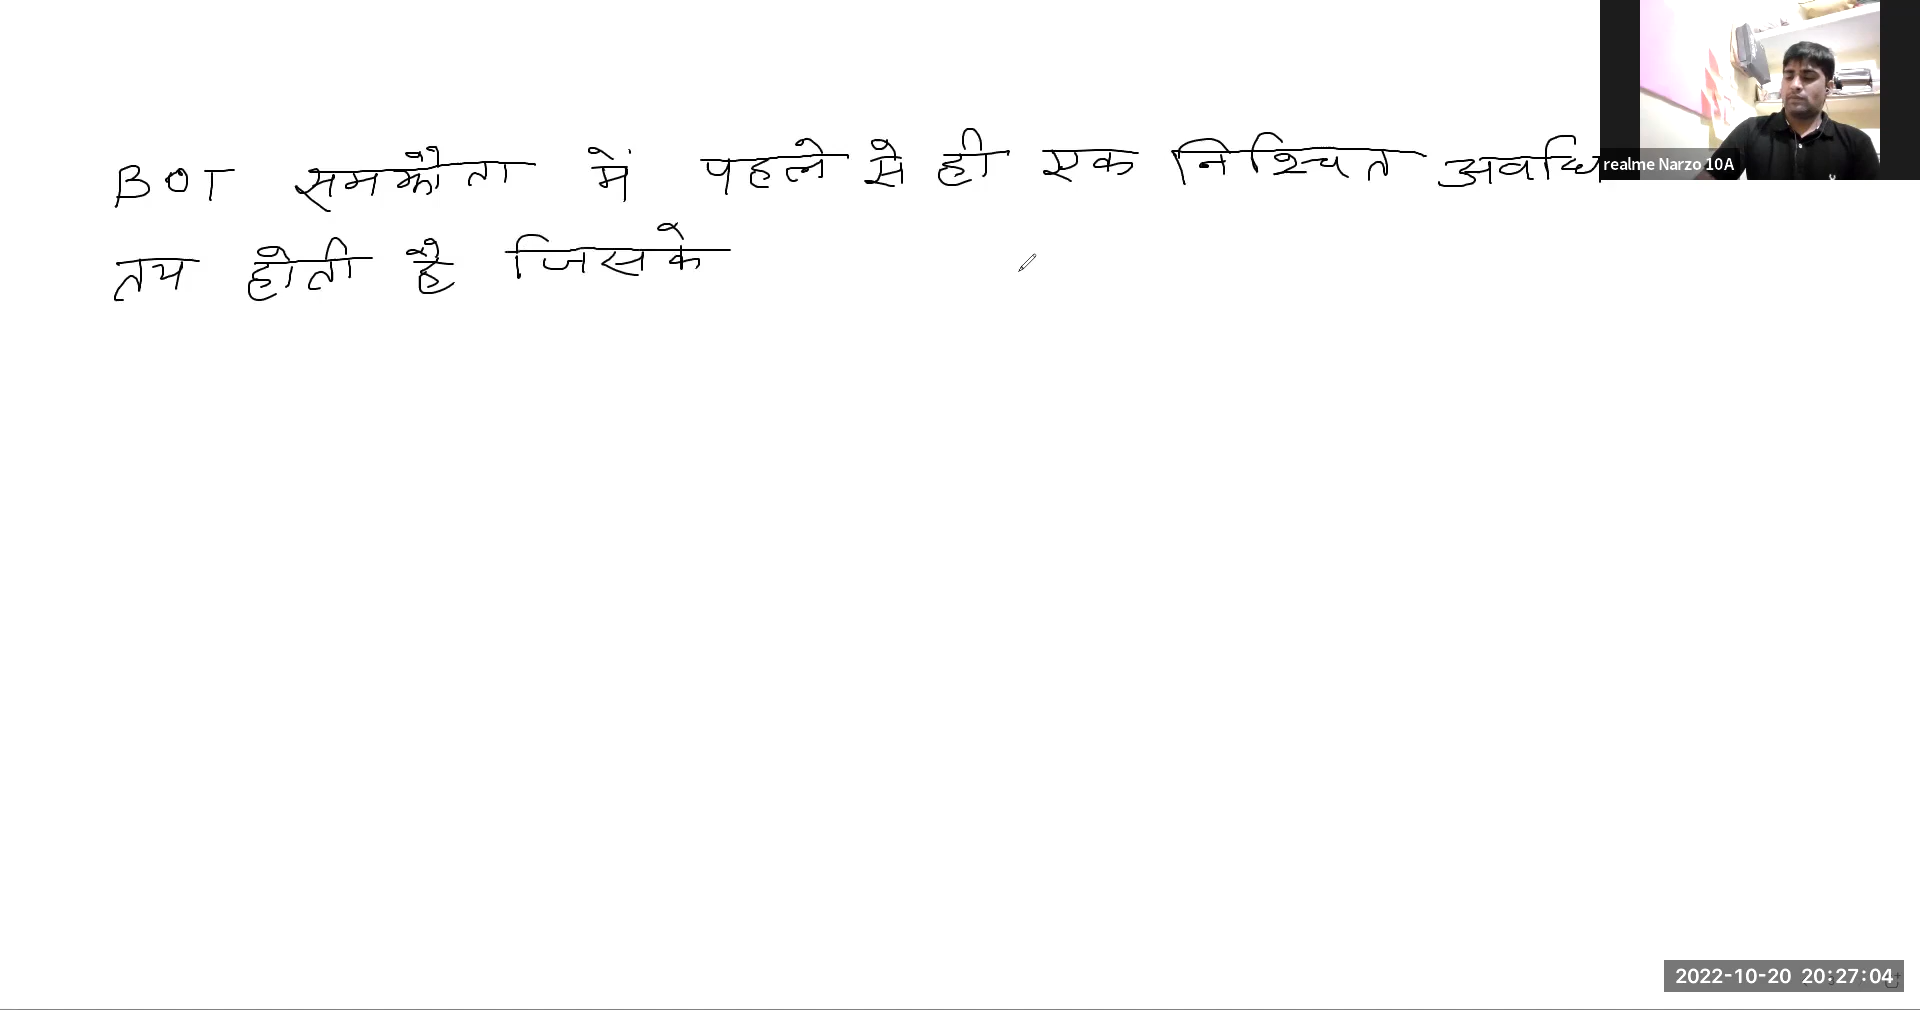 BOT समझौता में पहले से ही एक निश्चित अवधि
तय होती है जिसके
realme Narzo 10A
2022-10-20 20:27:04